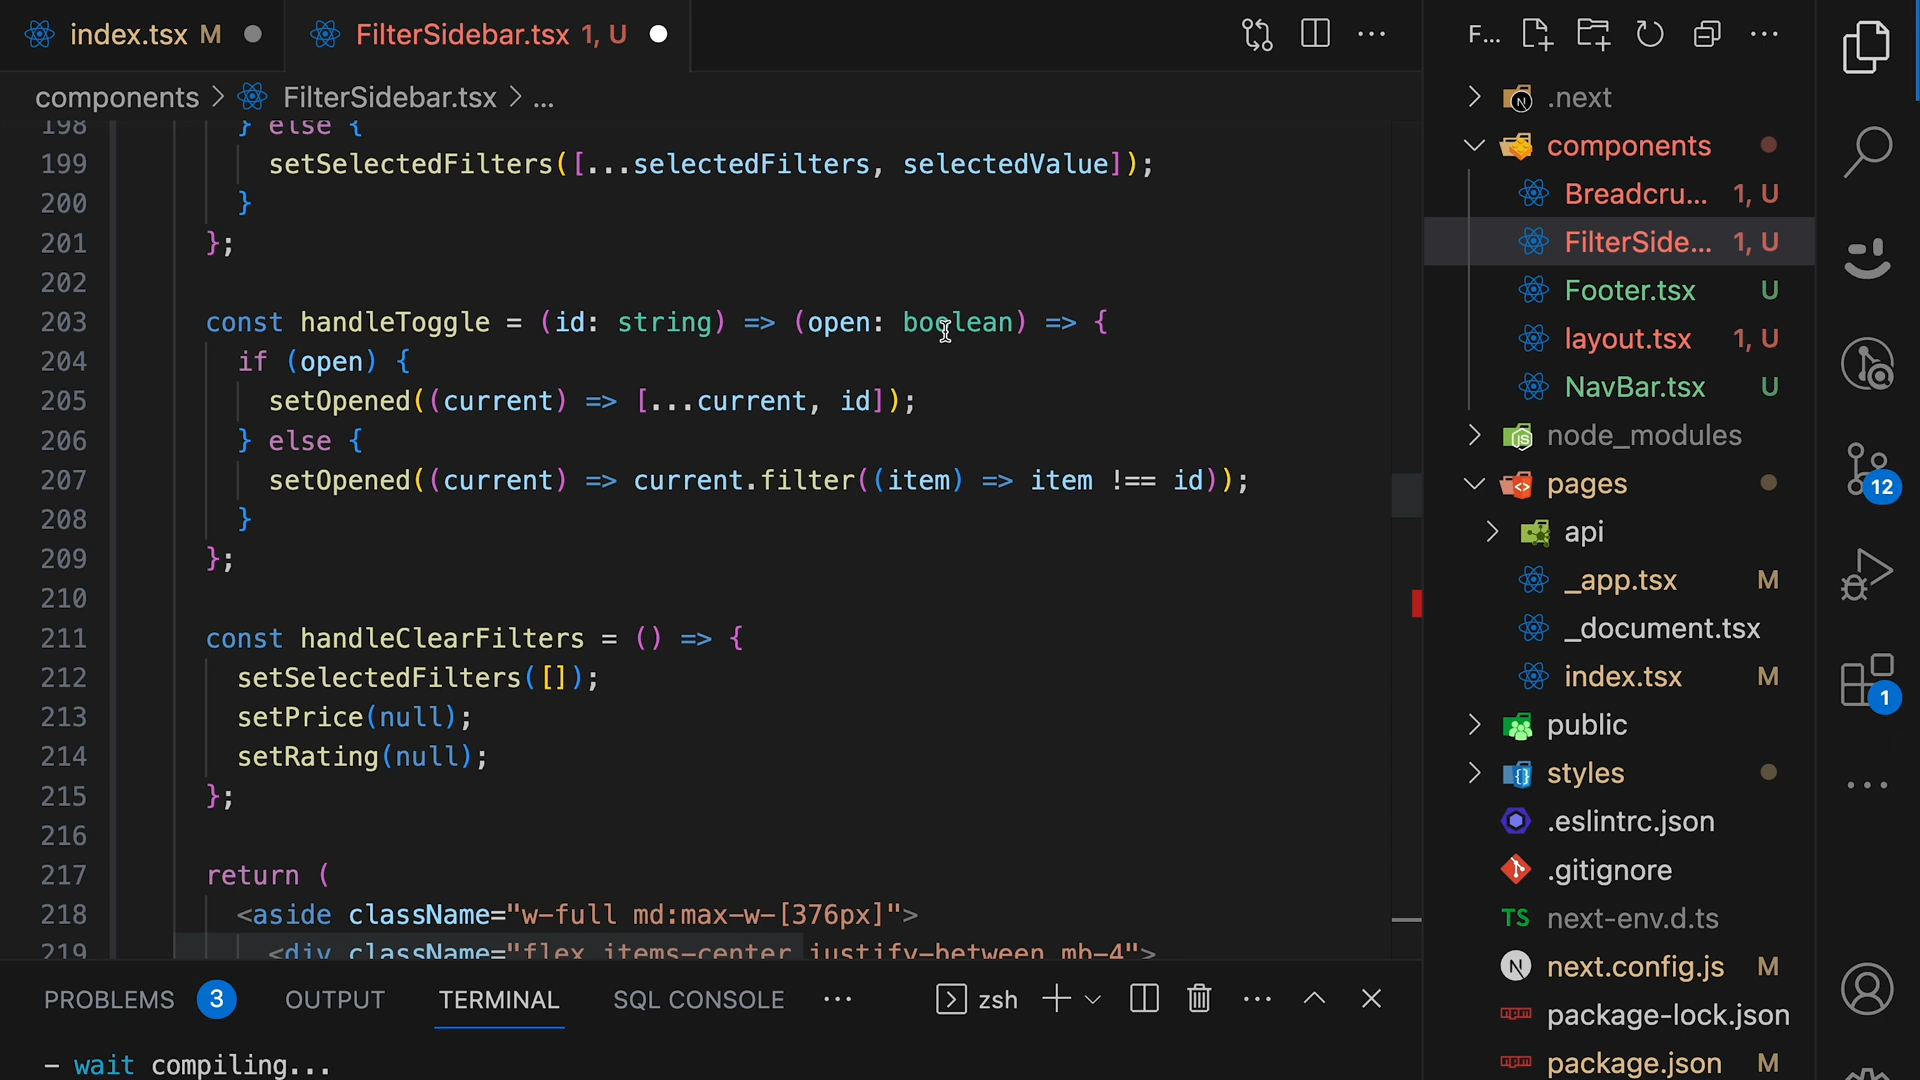 index.tsx M
FilterSidebar.tsx 1, U
components > FilterSidebar.tsx > ...
198 } else {
199 setSelectedFilters([...selectedFilters, selectedValue]);
200 }
201 };
202
203 const handleToggle = (id: string) => (open: boolean) => {
204 if (open) {
205 setOpened((current) => [...current, id]);
206 } else {
207 setOpened((current) => current.filter((item) => item !== id));
208 }
209 };
210
211 const handleClearFilters = () => {
212 setSelectedFilters([]);
213 setPrice(null);
214 setRating(null);
215 };
216
217 return (
218 <aside className="w-full md:max-w-[376px]">
219 <div className="flex items-center justify-between mb-4">
PROBLEMS 3 OUTPUT TERMINAL SQL CONSOLE ...
zsh
– wait compiling...
F...
.next
components
Breadcru... 1, U
FilterSide... 1, U
Footer.tsx U
layout.tsx 1, U
NavBar.tsx U
node_modules
pages
api
_app.tsx M
_document.tsx
index.tsx M
public
styles
.eslintrc.json
.gitignore
TS next-env.d.ts
N next.config.js M
package-lock.json
package.json M
12
1